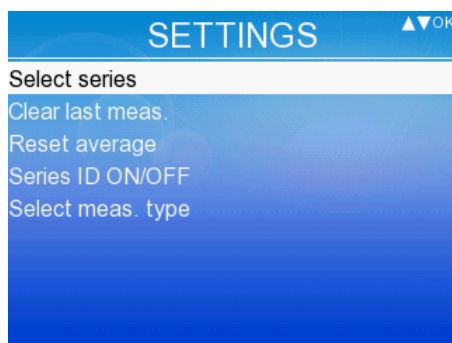 SETTINGS ▲▼OK
Select series
Clear last meas.
Reset average
Series ID ON/OFF
Select meas. type